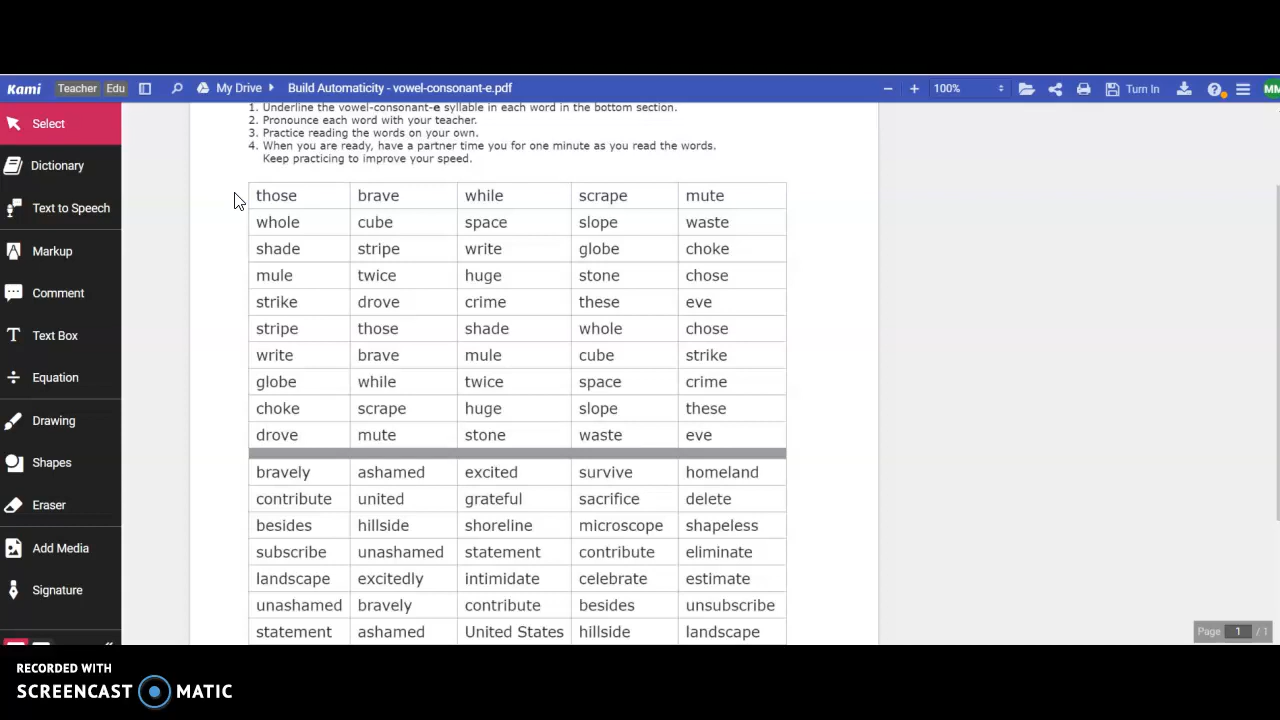 Kami Teacher Edu My Drive Build Automaticity - vowel-consonant-e.pdf 100% Turn In MM
Select
Dictionary
Text to Speech
Markup
Comment
Text Box
Equation
Drawing
Shapes
Eraser
Add Media
Signature
1. Underline the vowel-consonant-e syllable in each word in the bottom section.
2. Pronounce each word with your teacher.
3. Practice reading the words on your own.
4. When you are ready, have a partner time you for one minute as you read the words.
Keep practicing to improve your speed.
those brave while scrape mute
whole cube space slope waste
shade stripe write globe choke
mule twice huge stone chose
strike drove crime these eve
stripe those shade whole chose
write brave mule cube strike
globe while twice space crime
choke scrape huge slope these
drove mute stone waste eve
bravely ashamed excited survive homeland
contribute united grateful sacrifice delete
besides hillside shoreline microscope shapeless
subscribe unashamed statement contribute eliminate
landscape excitedly intimidate celebrate estimate
unashamed bravely contribute besides unsubscribe
statement ashamed United States hillside landscape
Page 1 / 1
RECORDED WITH
SCREENCAST MATIC